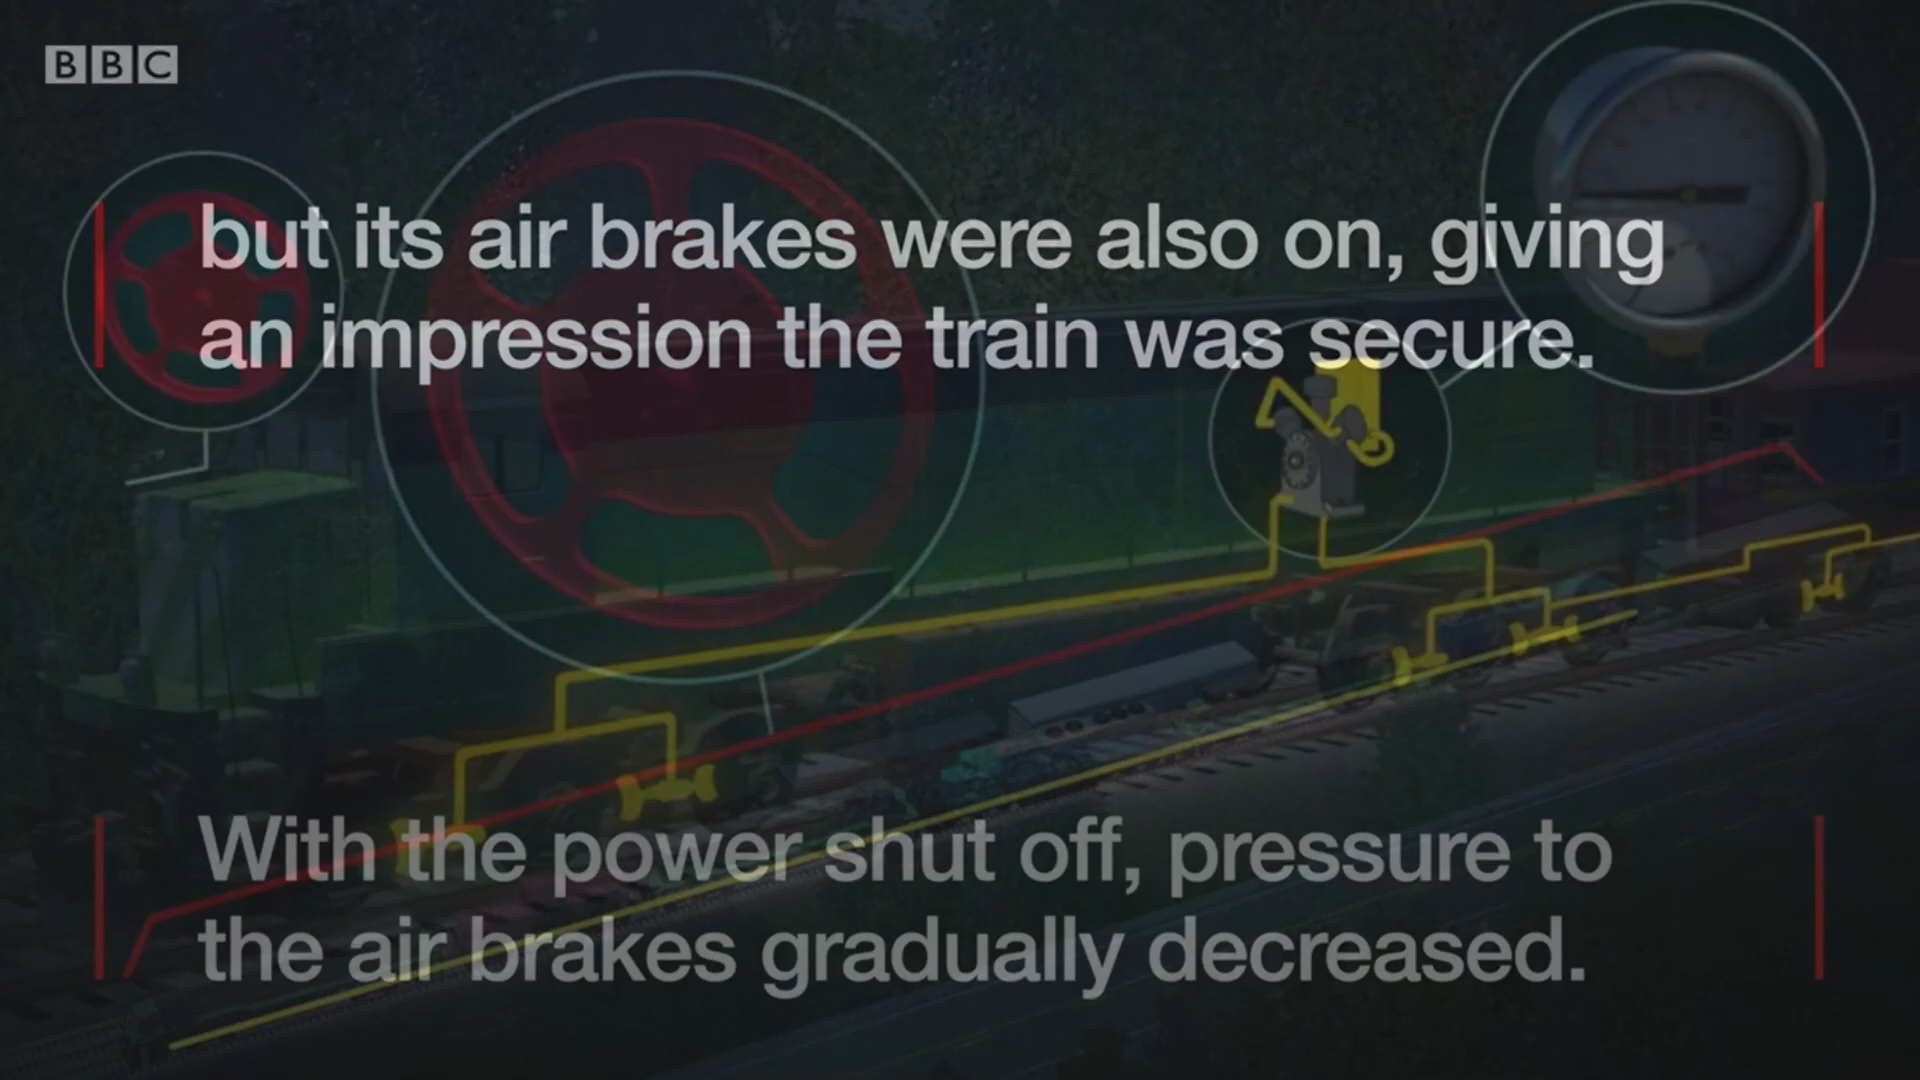 BBC
but its air brakes were also on, giving
an impression the train was secure.
With the power shut off, pressure to
the air brakes gradually decreased.